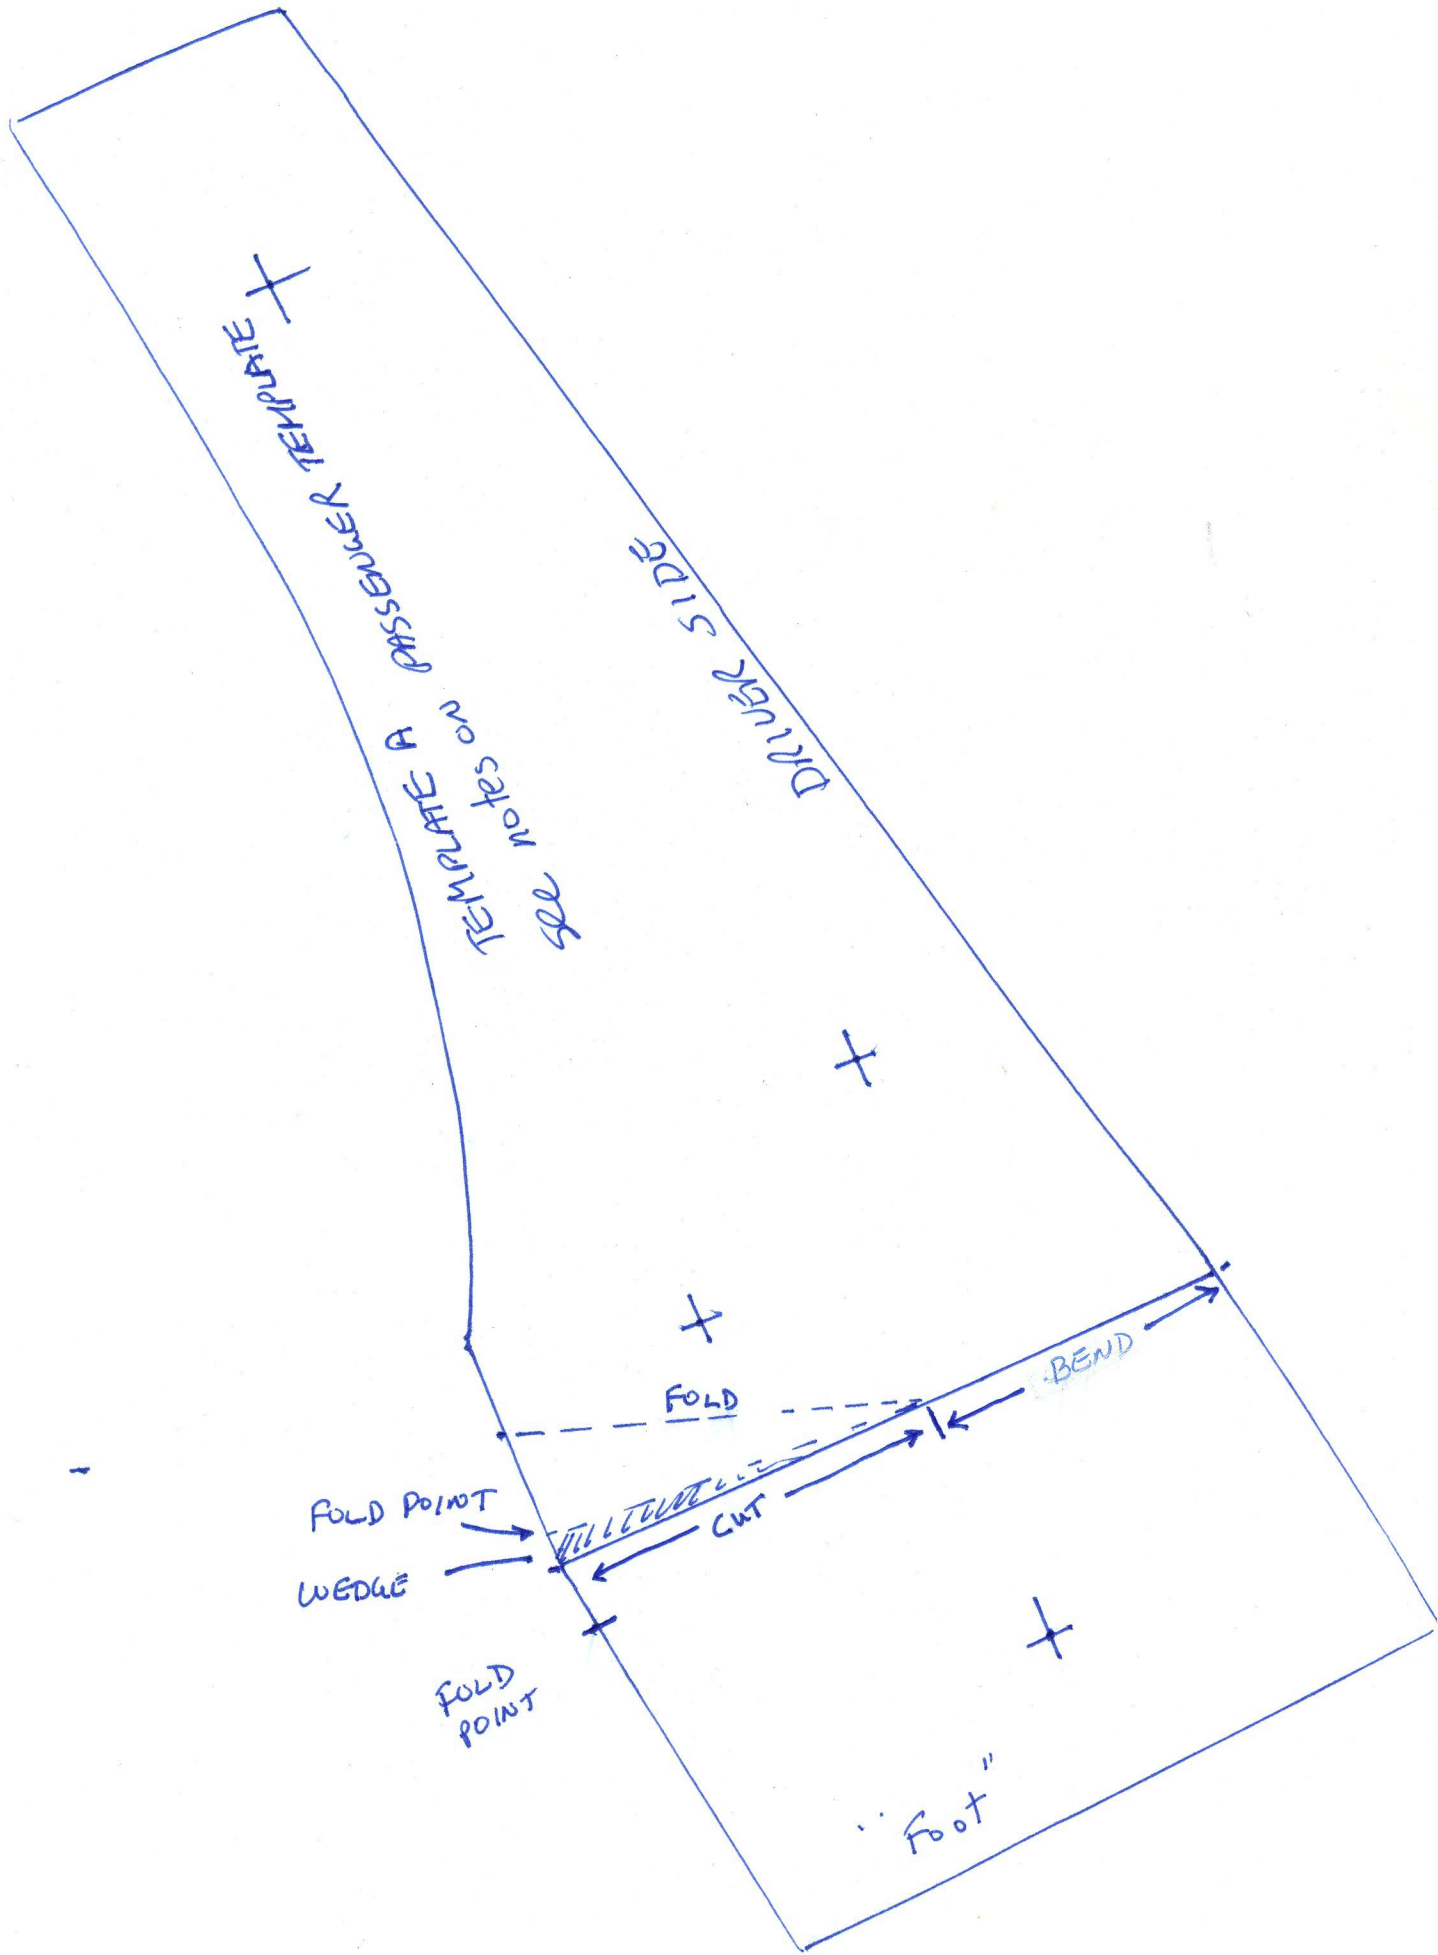 TEMPLATE A
see notes on PASSENGER TEMPLATE
DRIVER SIDE
FOLD
BEND
FOLD POINT
CUT
WEDGE
FOLD
POINT
"Foot"